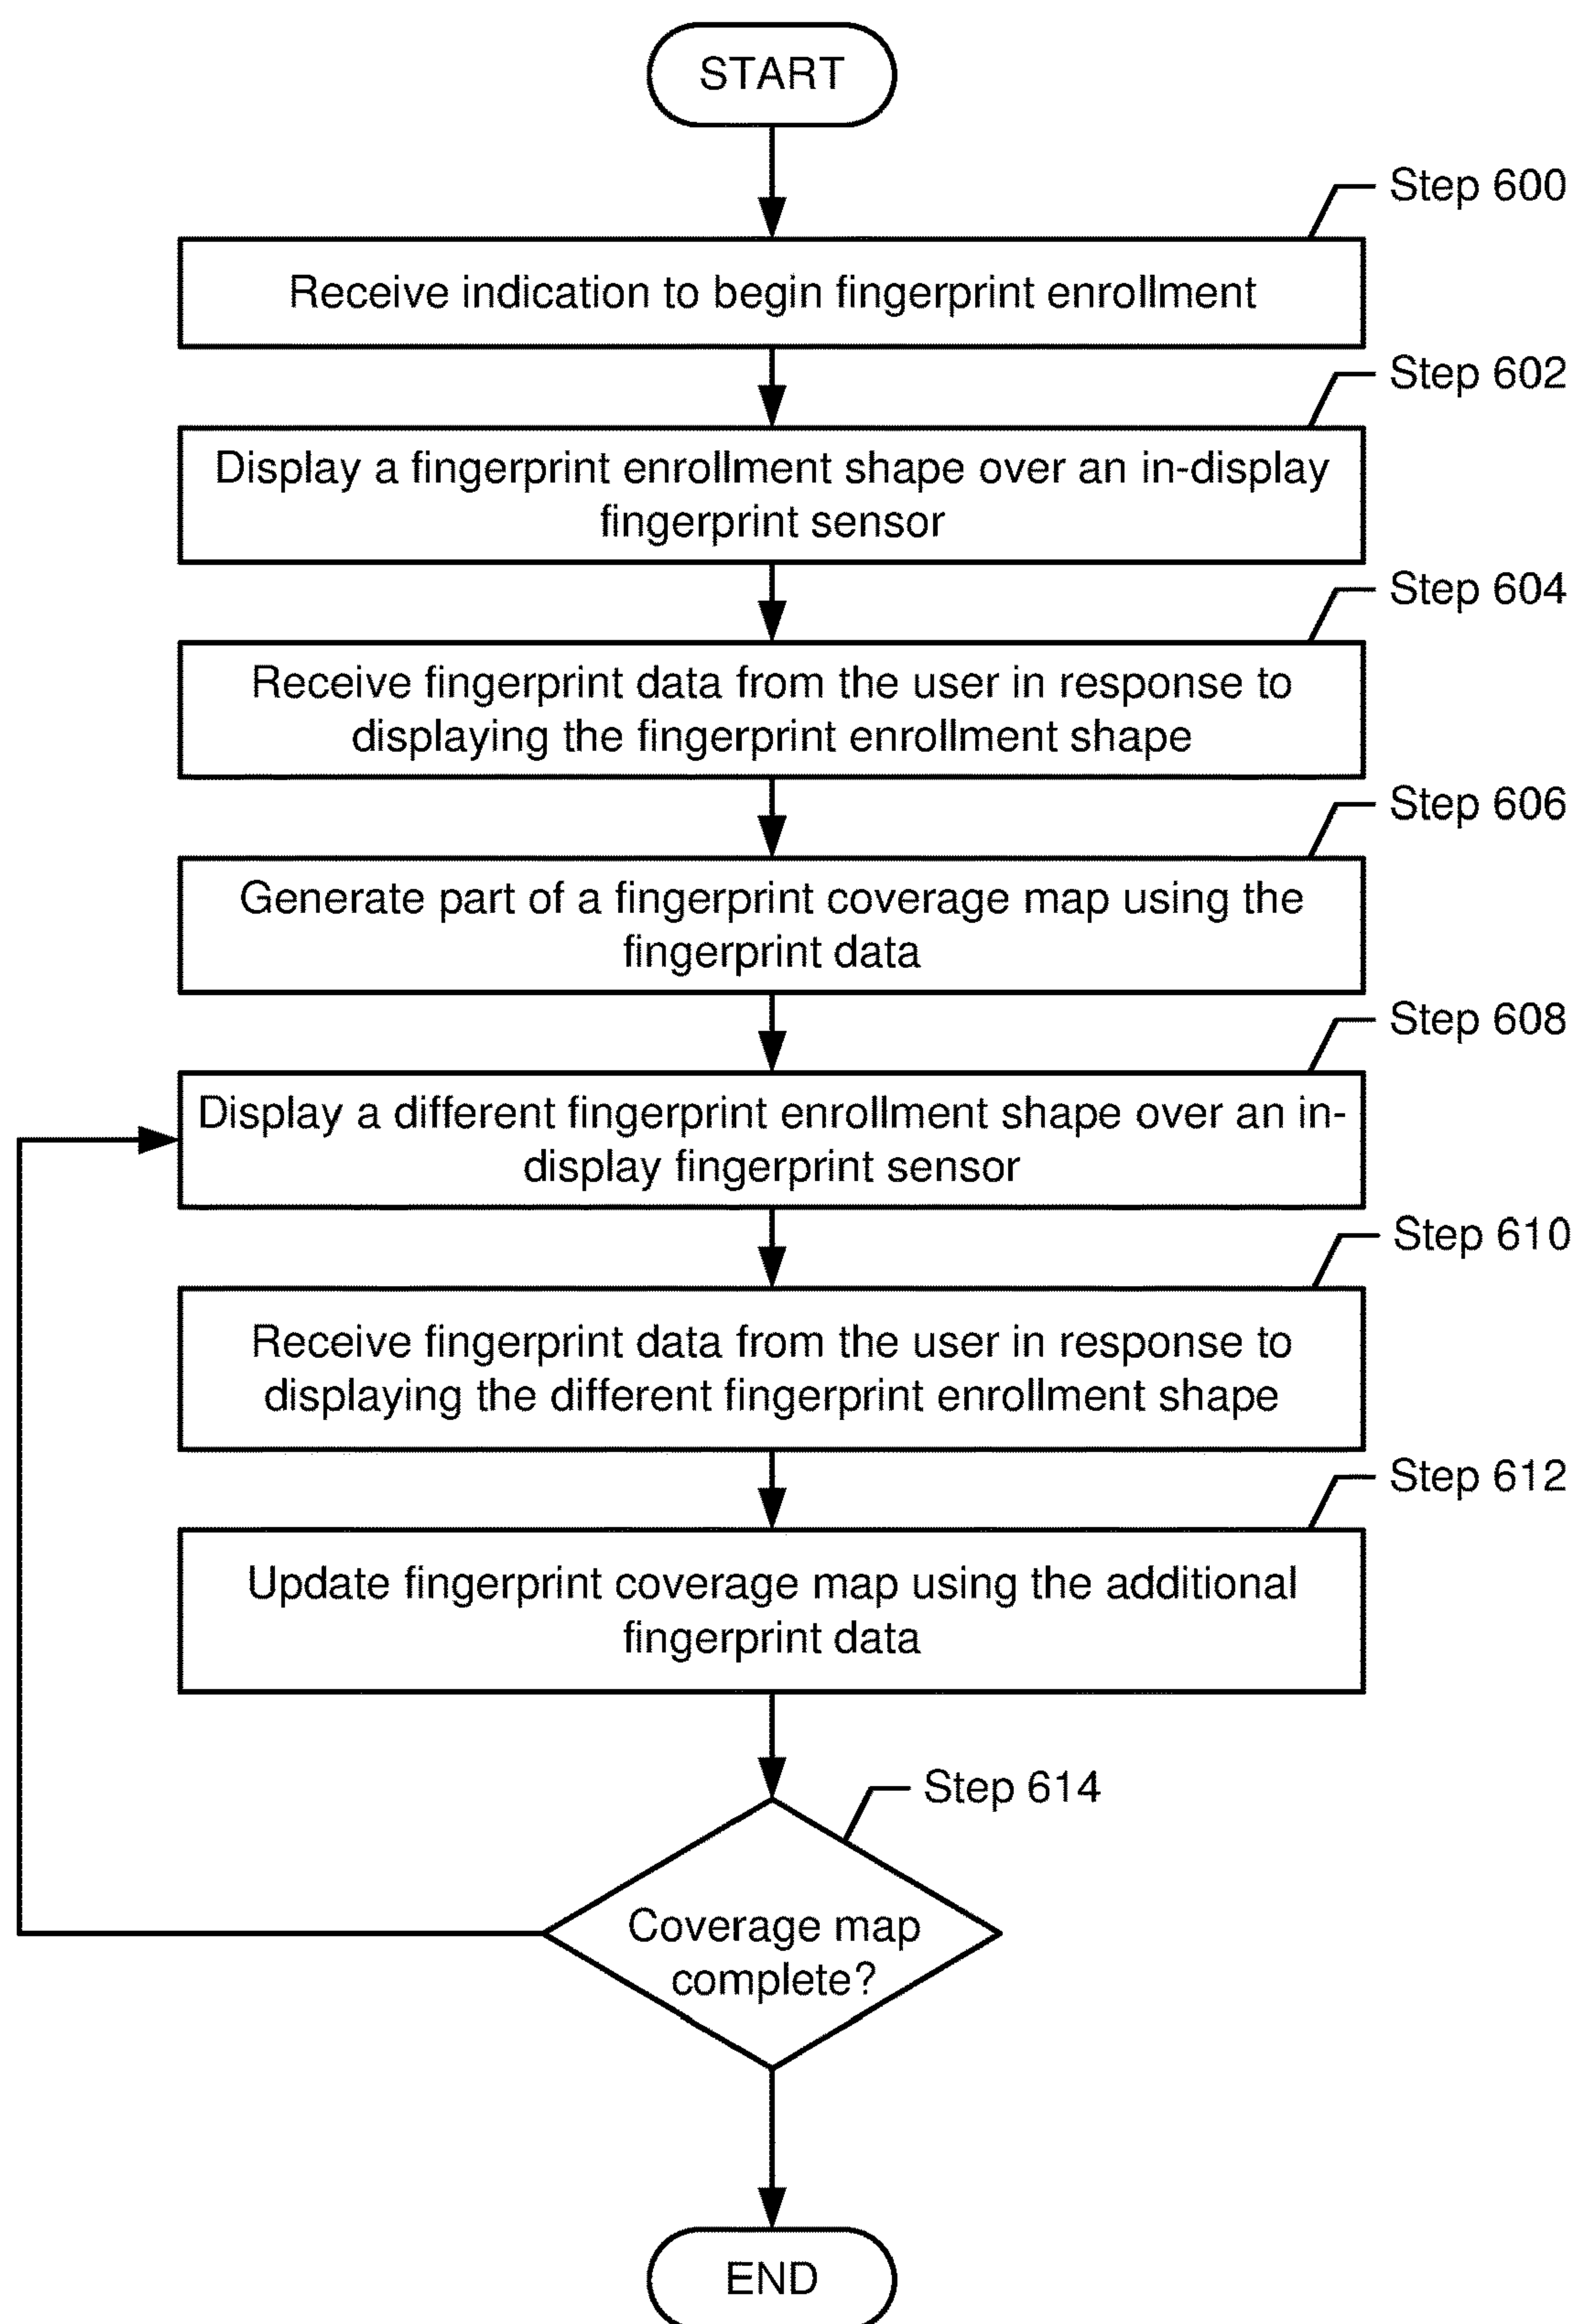 START
Step 600
Receive indication to begin fingerprint enrollment
Step 602
Display a fingerprint enrollment shape over an in-display
fingerprint sensor
Step 604
Receive fingerprint data from the user in response to
displaying the fingerprint enrollment shape
Step 606
Generate part of a fingerprint coverage map using the
fingerprint data
Step 608
Display a different fingerprint enrollment shape over an in-
display fingerprint sensor
Step 610
Receive fingerprint data from the user in response to
displaying the different fingerprint enrollment shape
Step 612
Update fingerprint coverage map using the additional
fingerprint data
Step 614
Coverage map
complete?
END